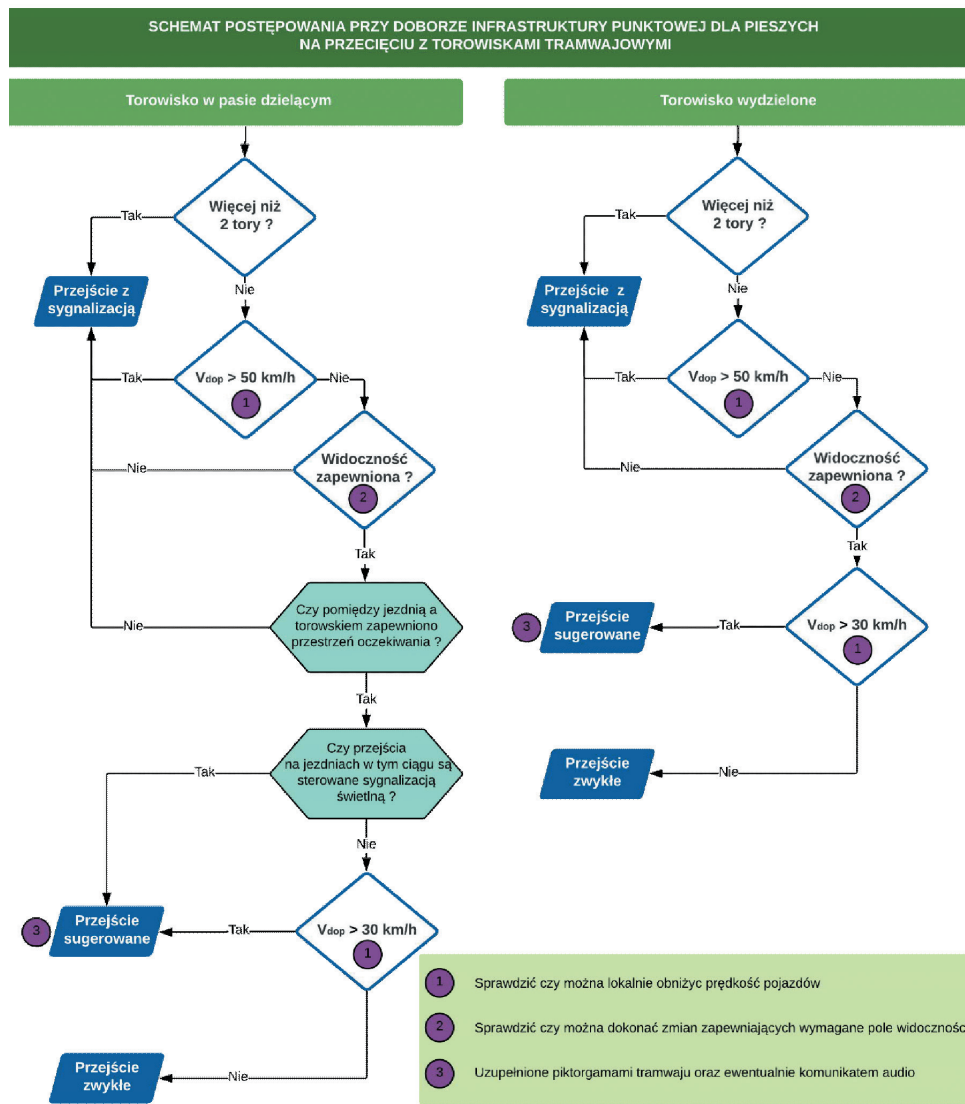 SCHEMAT POSTĘPOWANIA PRZY DOBORZE INFRASTRUKTURY PUNKTOWEJ DLA PIESZYCH
NA PRZECIĘCIU Z TOROWISKAMI TRAMWAJOWYMI
Torowisko w pasie dzielącym
Więcej niż
2 tory ?
Tak
Nie
Przejście z
sygnalizacją
Vdop > 50 km/h
1
Tak
Nie
Widoczność
zapewniona ?
2
Nie
Tak
Czy pomiędzy jezdnią a
torowskiem zapewniono
przestrzeń oczekiwania ?
Nie
Tak
Czy przejścia
na jezdniach w tym ciągu są
sterowane sygnalizacją
świetlną ?
Tak
Nie
Vdop > 30 km/h
1
Tak
3
Przejście
sugerowane
Nie
Przejście
zwykłe
Torowisko wydzielone
Więcej niż
2 tory ?
Tak
Nie
Przejście z
sygnalizacją
Vdop > 50 km/h
1
Tak
Nie
Widoczność
zapewniona ?
2
Nie
Tak
Vdop > 30 km/h
1
Tak
3
Przejście
sugerowane
Nie
Przejście
zwykłe
1 Sprawdzić czy można lokalnie obniżyc prędkość pojazdów
2 Sprawdzić czy można dokonać zmian zapewniających wymagane pole widocznośc
3 Uzupełnione piktorgamami tramwaju oraz ewentualnie komunikatem audio